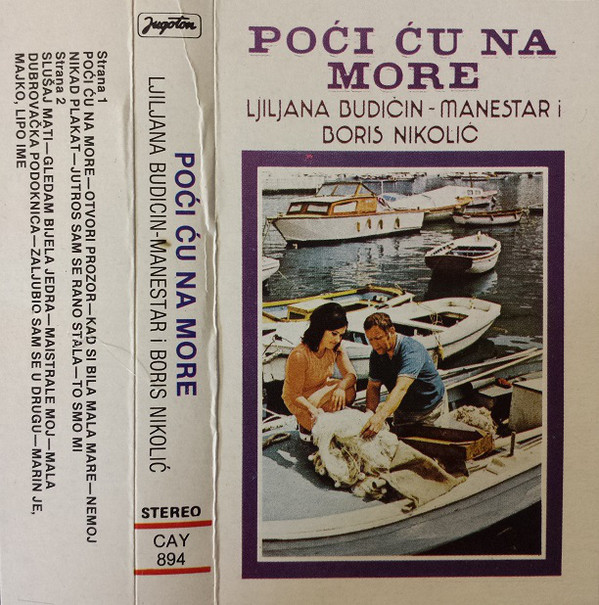 Strana 1
POĆI ĆU NA MORE—OTVORI PROZOR—KAD SI BILA MALA MARE—NEMOJ
NIKAD PLAKAT—JUTROS SAM SE RANO STALA—TO SMO MI
Strana 2
SLUŠAJ MATI—GLEDAM BIJELA JEDRA—MAISTRALE MOJ—MALA
DUBROVAČKA PODOKNICA—ZALJUBIO SAM SE U DRUGU—MARIN JE,
MAJKO, LIPO IME
Jugoton
POĆI ĆU NA MORE
LJILJANA BUDICIN-MANESTAR i BORIS NIKOLIĆ
STEREO
CAY
894
POĆI ĆU NA
MORE
LJILJANA BUDIČIN-MANESTAR i
BORIS NIKOLIĆ